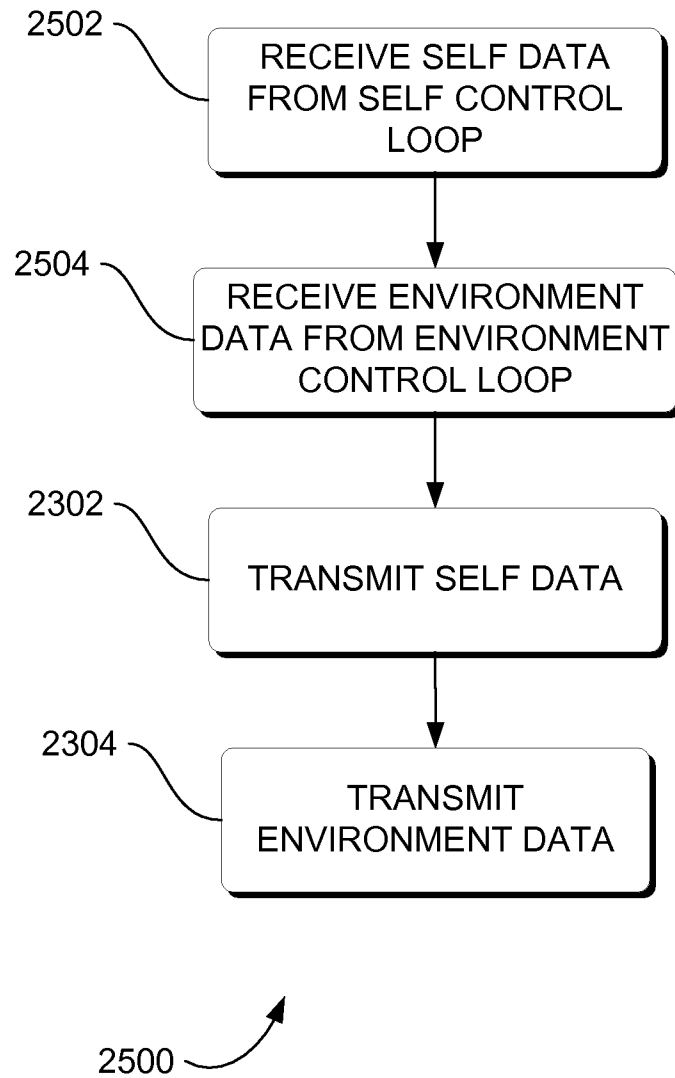 2502
RECEIVE SELF DATA
FROM SELF CONTROL
LOOP
2504
RECEIVE ENVIRONMENT
DATA FROM ENVIRONMENT
CONTROL LOOP
2302
TRANSMIT SELF DATA
2304
TRANSMIT
ENVIRONMENT DATA
2500